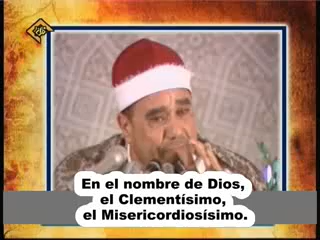 En el nombre de Dios,
el Clementísimo,
el Misericordiosísimo.